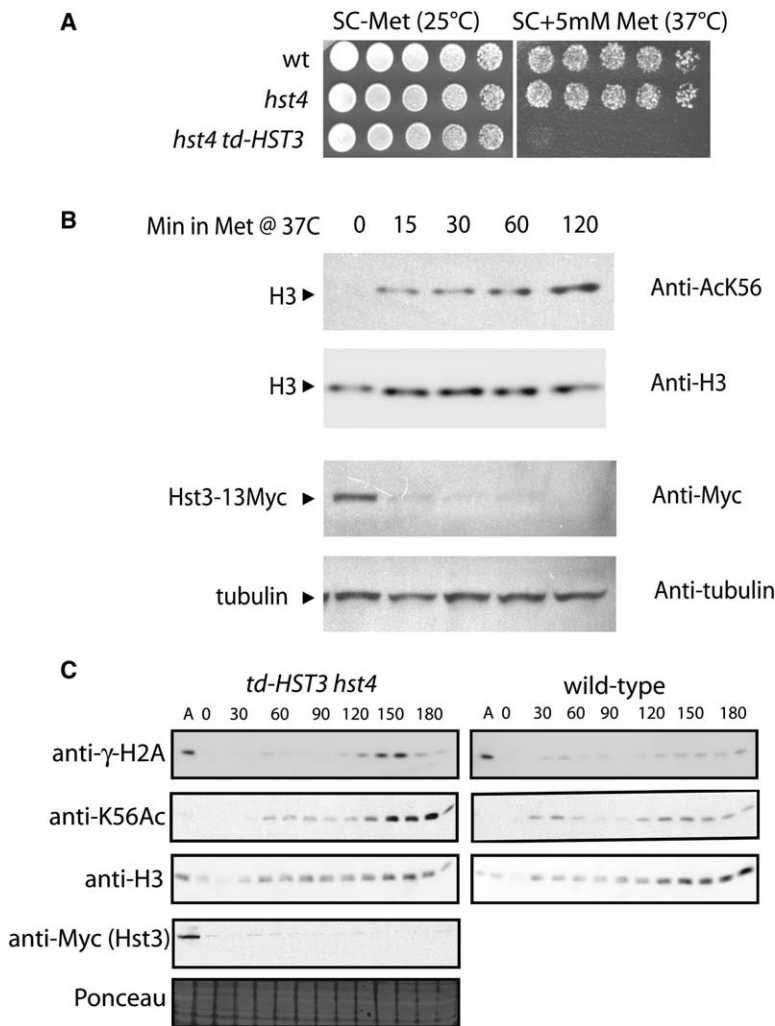 A
SC-Met (25°C) SC+5mM Met (37°C)
wt
hst4
hst4 td-HST3
B
Min in Met @ 37C 0 15 30 60 120
H3 Anti-AcK56
H3 Anti-H3
Hst3-13Myc Anti-Myc
tubulin Anti-tubulin
C
td-HST3 hst4 wild-type
A 0 30 60 90 120 150 180 A 0 30 60 90 120 150 180
anti-γ-H2A
anti-K56Ac
anti-H3
anti-Myc (Hst3)
Ponceau